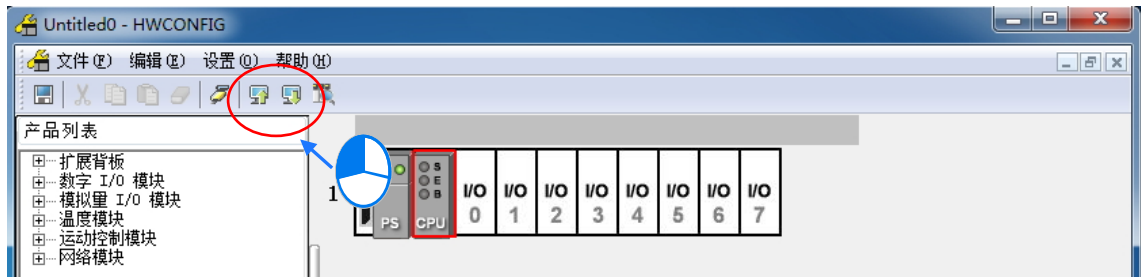 Untitled0 - HWCONFIG
文件(F) 编辑(E) 设置(O) 帮助(H)
产品列表
扩展背板
数字 I/O 模块
模拟量 I/O 模块
温度模块
运动控制模块
网络模块
1
PS
S
E
B
CPU
I/O I/O I/O I/O I/O I/O I/O I/O
0 1 2 3 4 5 6 7